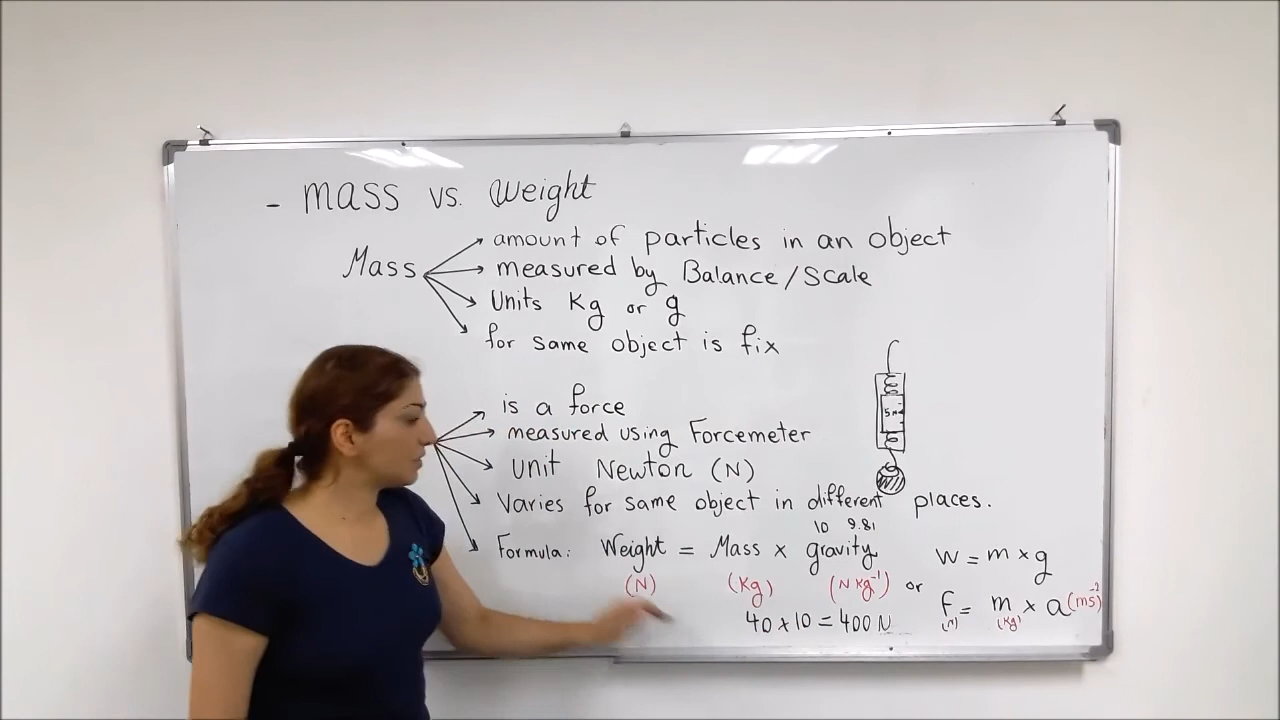 - Mass vs. Weight
Mass
amount of particles in an object
measured by Balance/Scale
Units Kg or g
for same object is fix
is a force
measured using Forcemeter
Unit Newton (N)
Varies for same object in different places.
10 9.81
Formula: Weight = Mass × gravity
(N) (Kg) (N Kg⁻¹) or
40 × 10 = 400 N
5 N
W = m × g
f = m × a (ms⁻²)
(N) (Kg)